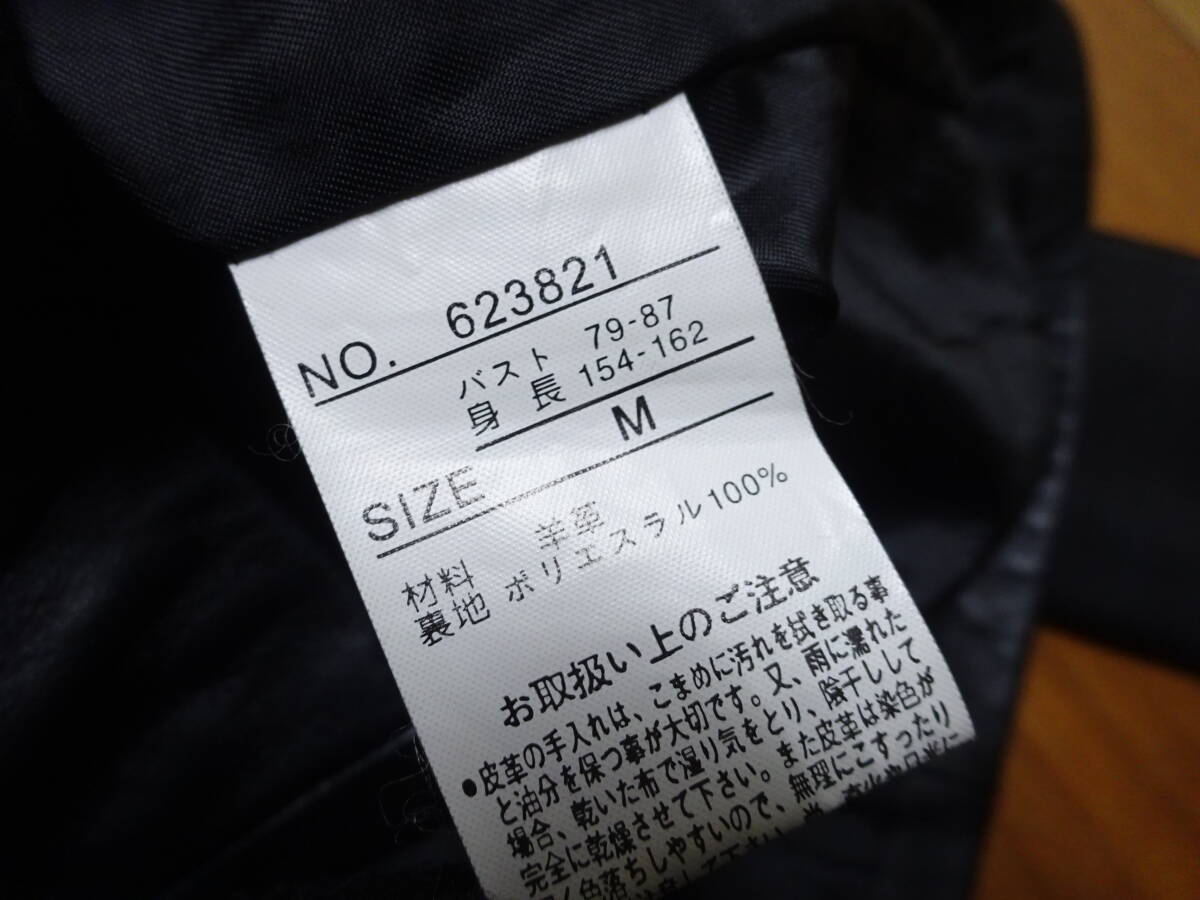 NO. 623821
バスト 79-87
身長 154-162
SIZE M
材料 羊革
裏地 ポリエスラル100%
お取扱い上のご注意
●皮革の手入れは、こまめに汚れを拭き取る事
と油分を保つ事が大切です。又、雨に濡れた
場合、乾いた布で湿り気をとり、陰干しして
完全に乾燥させて下さい。また皮革は染色が
色落ちしやすいので、無理にこすったり